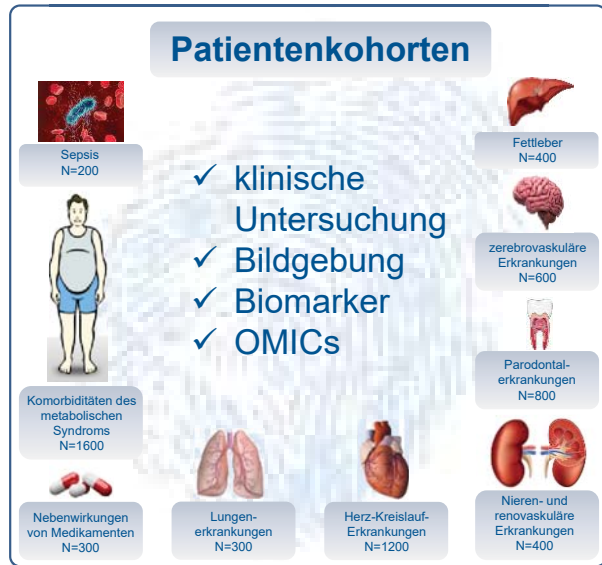 Patientenkohorten
Sepsis
N=200
Fettleber
N=400
✓ klinische
Untersuchung
✓ Bildgebung
✓ Biomarker
✓ OMICs
zerebrovaskuläre
Erkrankungen
N=600
Parodontal-
erkrankungen
N=800
Komorbiditäten des
metabolischen
Syndroms
N=1600
Nebenwirkungen
von Medikamenten
N=300
Lungen-
erkrankungen
N=300
Herz-Kreislauf-
Erkrankungen
N=1200
Nieren- und
renovaskuläre
Erkrankungen
N=400